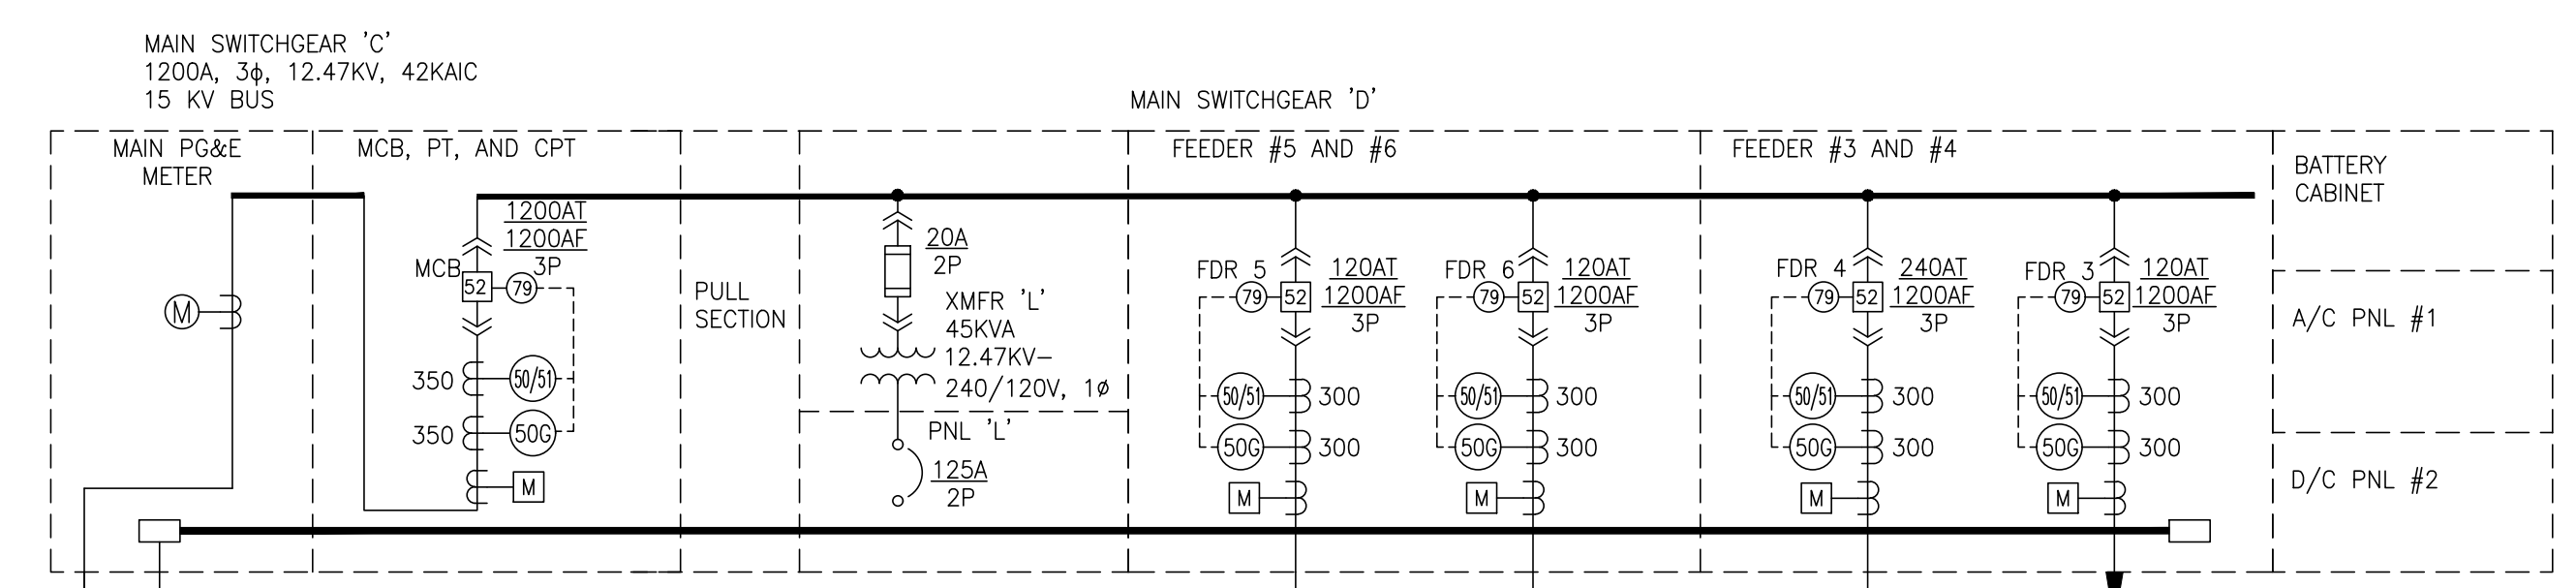 MAIN SWITCHGEAR 'C'
1200A, 3ϕ, 12.47KV, 42KAIC
15 KV BUS
MAIN SWITCHGEAR 'D'
MAIN PG&E
METER
M
MCB, PT, AND CPT
1200AT
1200AF
3P
MCB
52
79
350
50/51
350
50G
M
PULL
SECTION
20A
2P
XMFR 'L'
45KVA
12.47KV-
240/120V, 1ø
PNL 'L'
125A
2P
FEEDER #5 AND #6
FDR 5
120AT
1200AF
3P
79
52
50/51
300
50G
300
M
FDR 6
120AT
1200AF
3P
79
52
50/51
300
50G
300
M
FEEDER #3 AND #4
FDR 4
240AT
1200AF
3P
79
52
50/51
300
50G
300
M
FDR 3
120AT
1200AF
3P
79
52
50/51
300
50G
300
M
BATTERY
CABINET
A/C PNL #1
D/C PNL #2